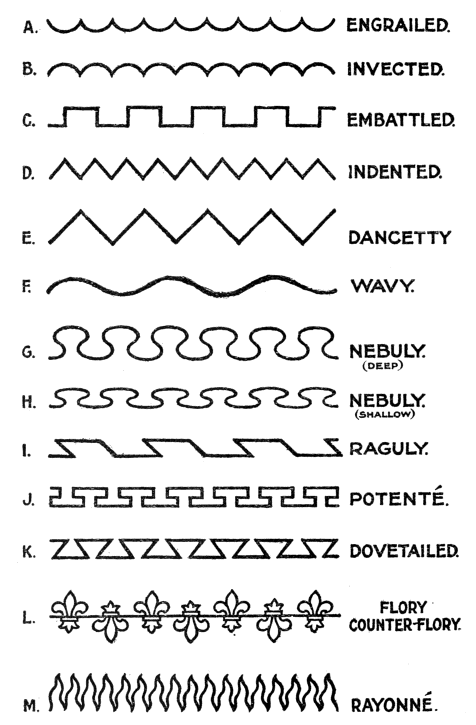 A. ENGRAILED.
B. INVECTED.
C. EMBATTLED.
D. INDENTED.
E. DANCETTY
F. WAVY.
G. NEBULY.
(DEEP)
H. NEBULY.
(SHALLOW)
I. RAGULY.
J. POTENTÉ.
K. DOVETAILED.
L. FLORY
COUNTER-FLORY.
M. RAYONNÉ.